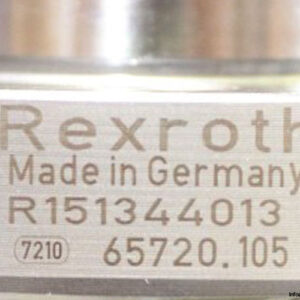 Rexroth
Made in Germany
R151344013
7210 65720.105